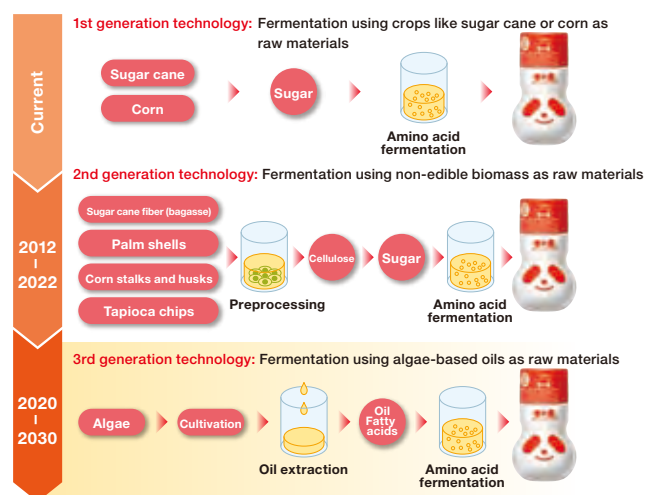 Current
1st generation technology: Fermentation using crops like sugar cane or corn as
raw materials
Sugar cane
Corn
Sugar
Amino acid
fermentation
2012
–
2022
2nd generation technology: Fermentation using non-edible biomass as raw materials
Sugar cane fiber (bagasse)
Palm shells
Corn stalks and husks
Tapioca chips
Preprocessing
Cellulose
Sugar
Amino acid
fermentation
2020
–
2030
3rd generation technology: Fermentation using algae-based oils as raw materials
Algae
Cultivation
Oil extraction
Oil
Fatty
acids
Amino acid
fermentation